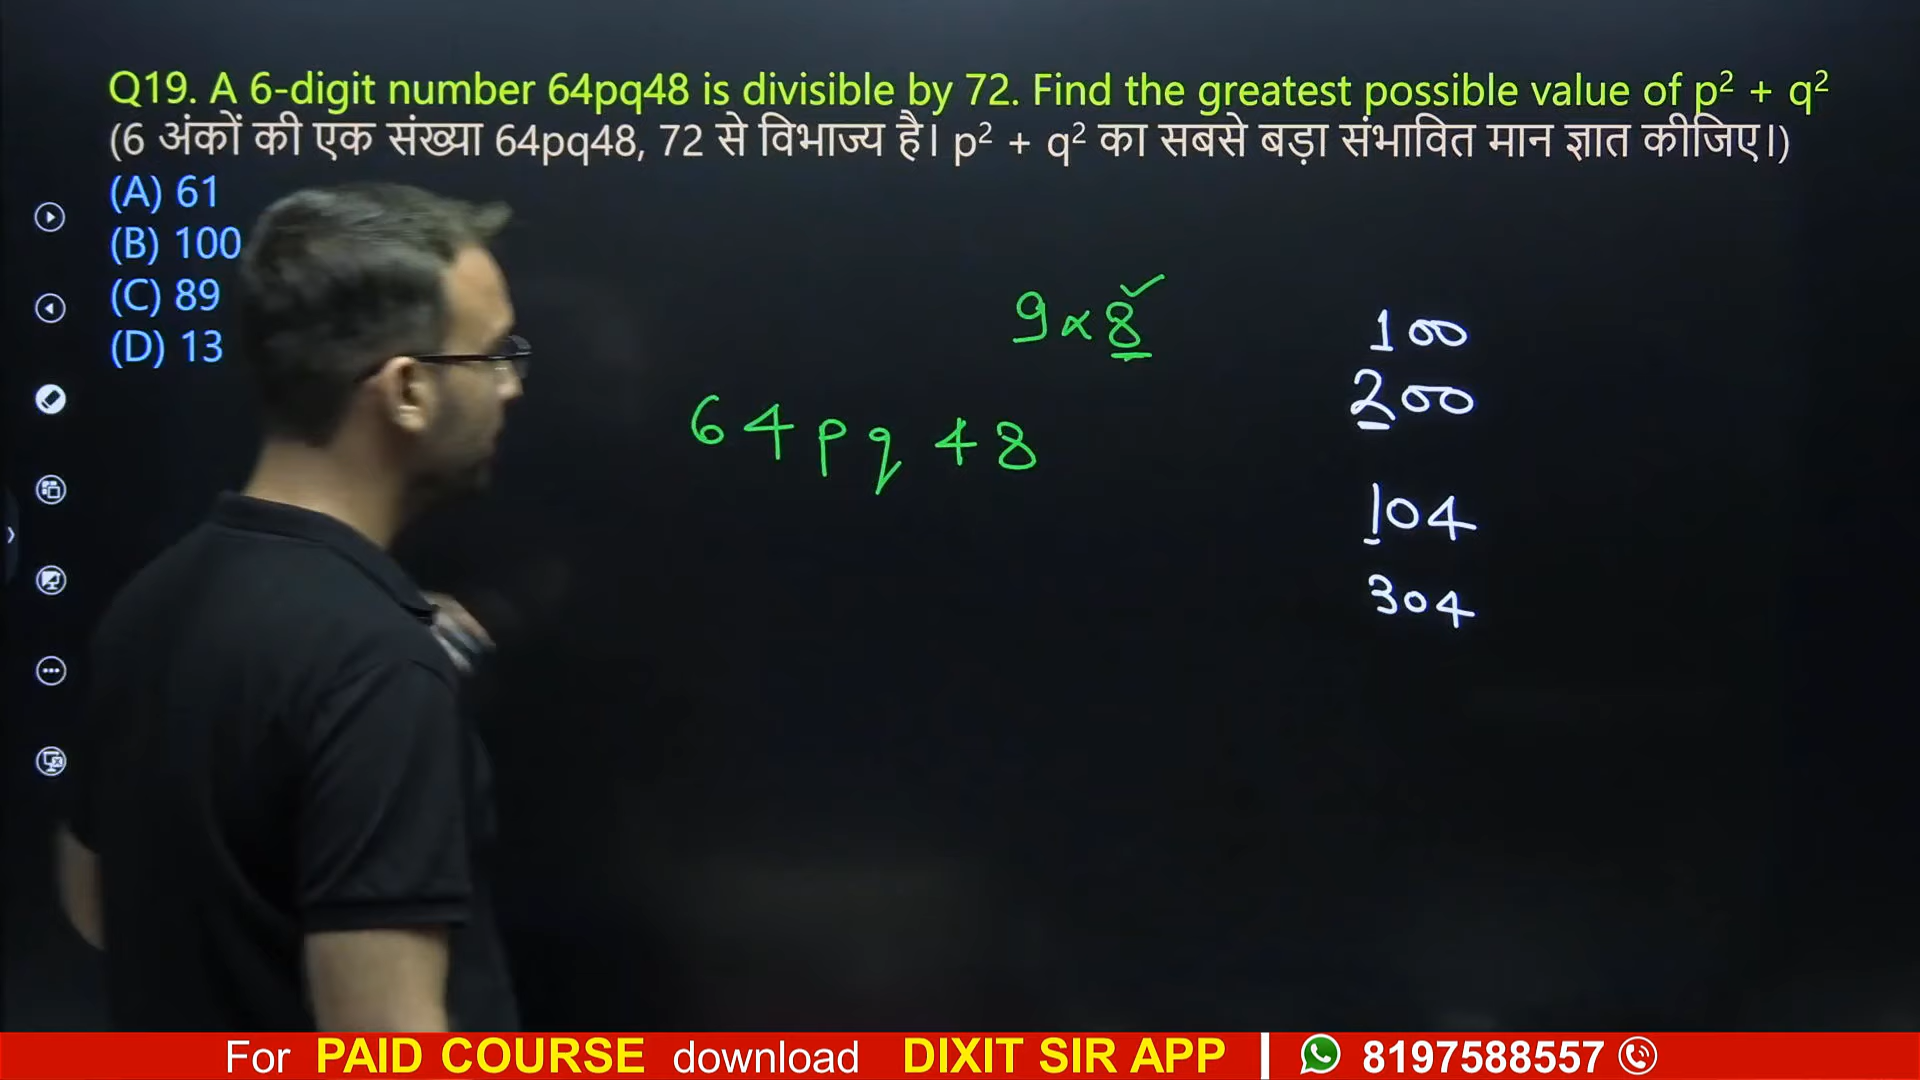 Q19. A 6-digit number 64pq48 is divisible by 72. Find the greatest possible value of p² + q²
(6 अंकों की एक संख्या 64pq48, 72 से विभाज्य है। p² + q² का सबसे बड़ा संभावित मान ज्ञात कीजिए।)
(A) 61
(B) 100
(C) 89
(D) 13
9×8
64pq48
100
200
104
304
For PAID COURSE download DIXIT SIR APP | 8197588557